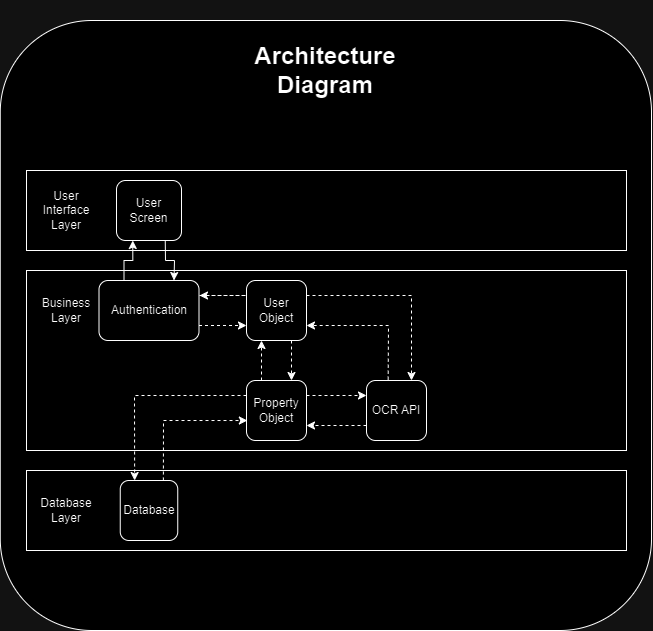 Architecture
Diagram
User
Interface
Layer
User
Screen
Business
Layer
Authentication
User
Object
Property
Object
OCR API
Database
Layer
Database